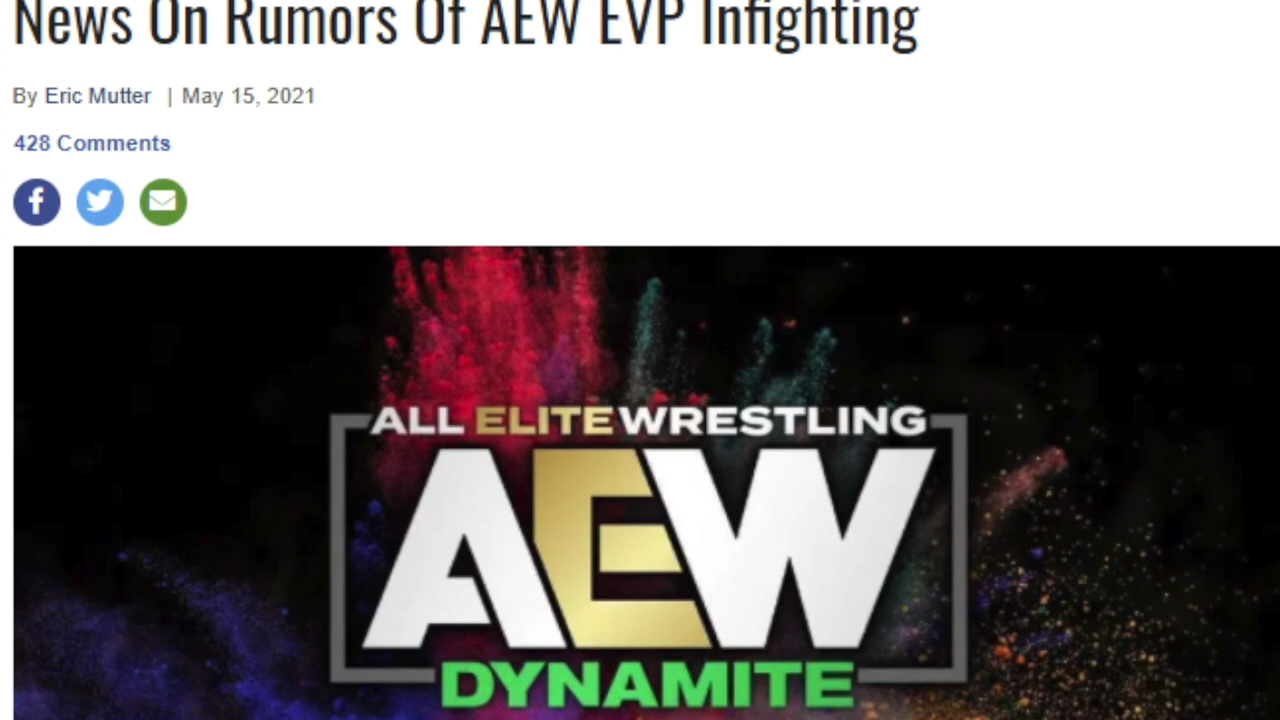 News On Rumors Of AEW EVP Infighting
By Eric Mutter | May 15, 2021
428 Comments
ALL ELITE WRESTLING
AEW
DYNAMITE